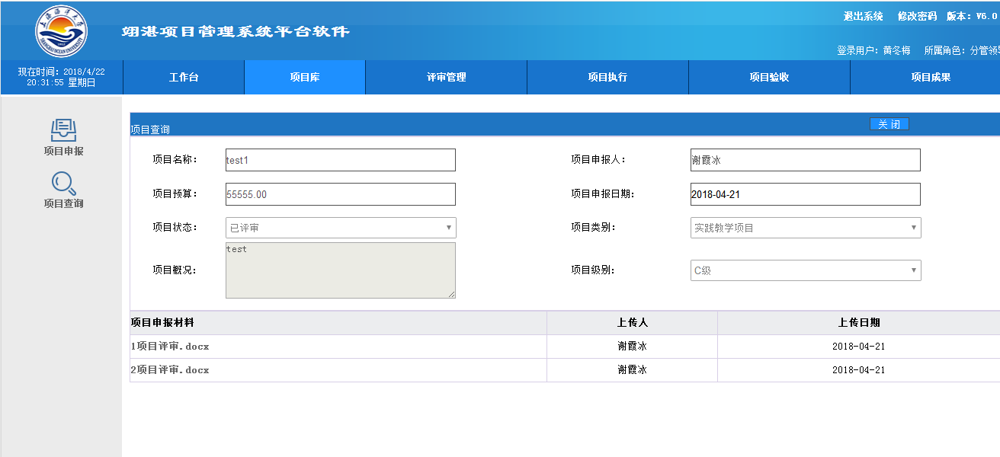 上海海洋大学
SHANGHAI OCEAN UNIVERSITY
翊湛项目管理系统平台软件
退出系统 修改密码 版本：V6.0
登录用户：黄冬梅 所属角色：分管领导
现在时间：2018/4/22
20:31:55 星期日
工作台 项目库 评审管理 项目执行 项目验收 项目成果
项目申报
项目查询
项目查询 关 闭
项目名称： test1 项目申报人： 谢霞冰
项目预算： 55555.00 项目申报日期： 2018-04-21
项目状态： 已评审 项目类别： 实践教学项目
项目概况： test 项目级别： C级
项目申报材料 上传人 上传日期
1项目评审.docx 谢霞冰 2018-04-21
2项目评审.docx 谢霞冰 2018-04-21